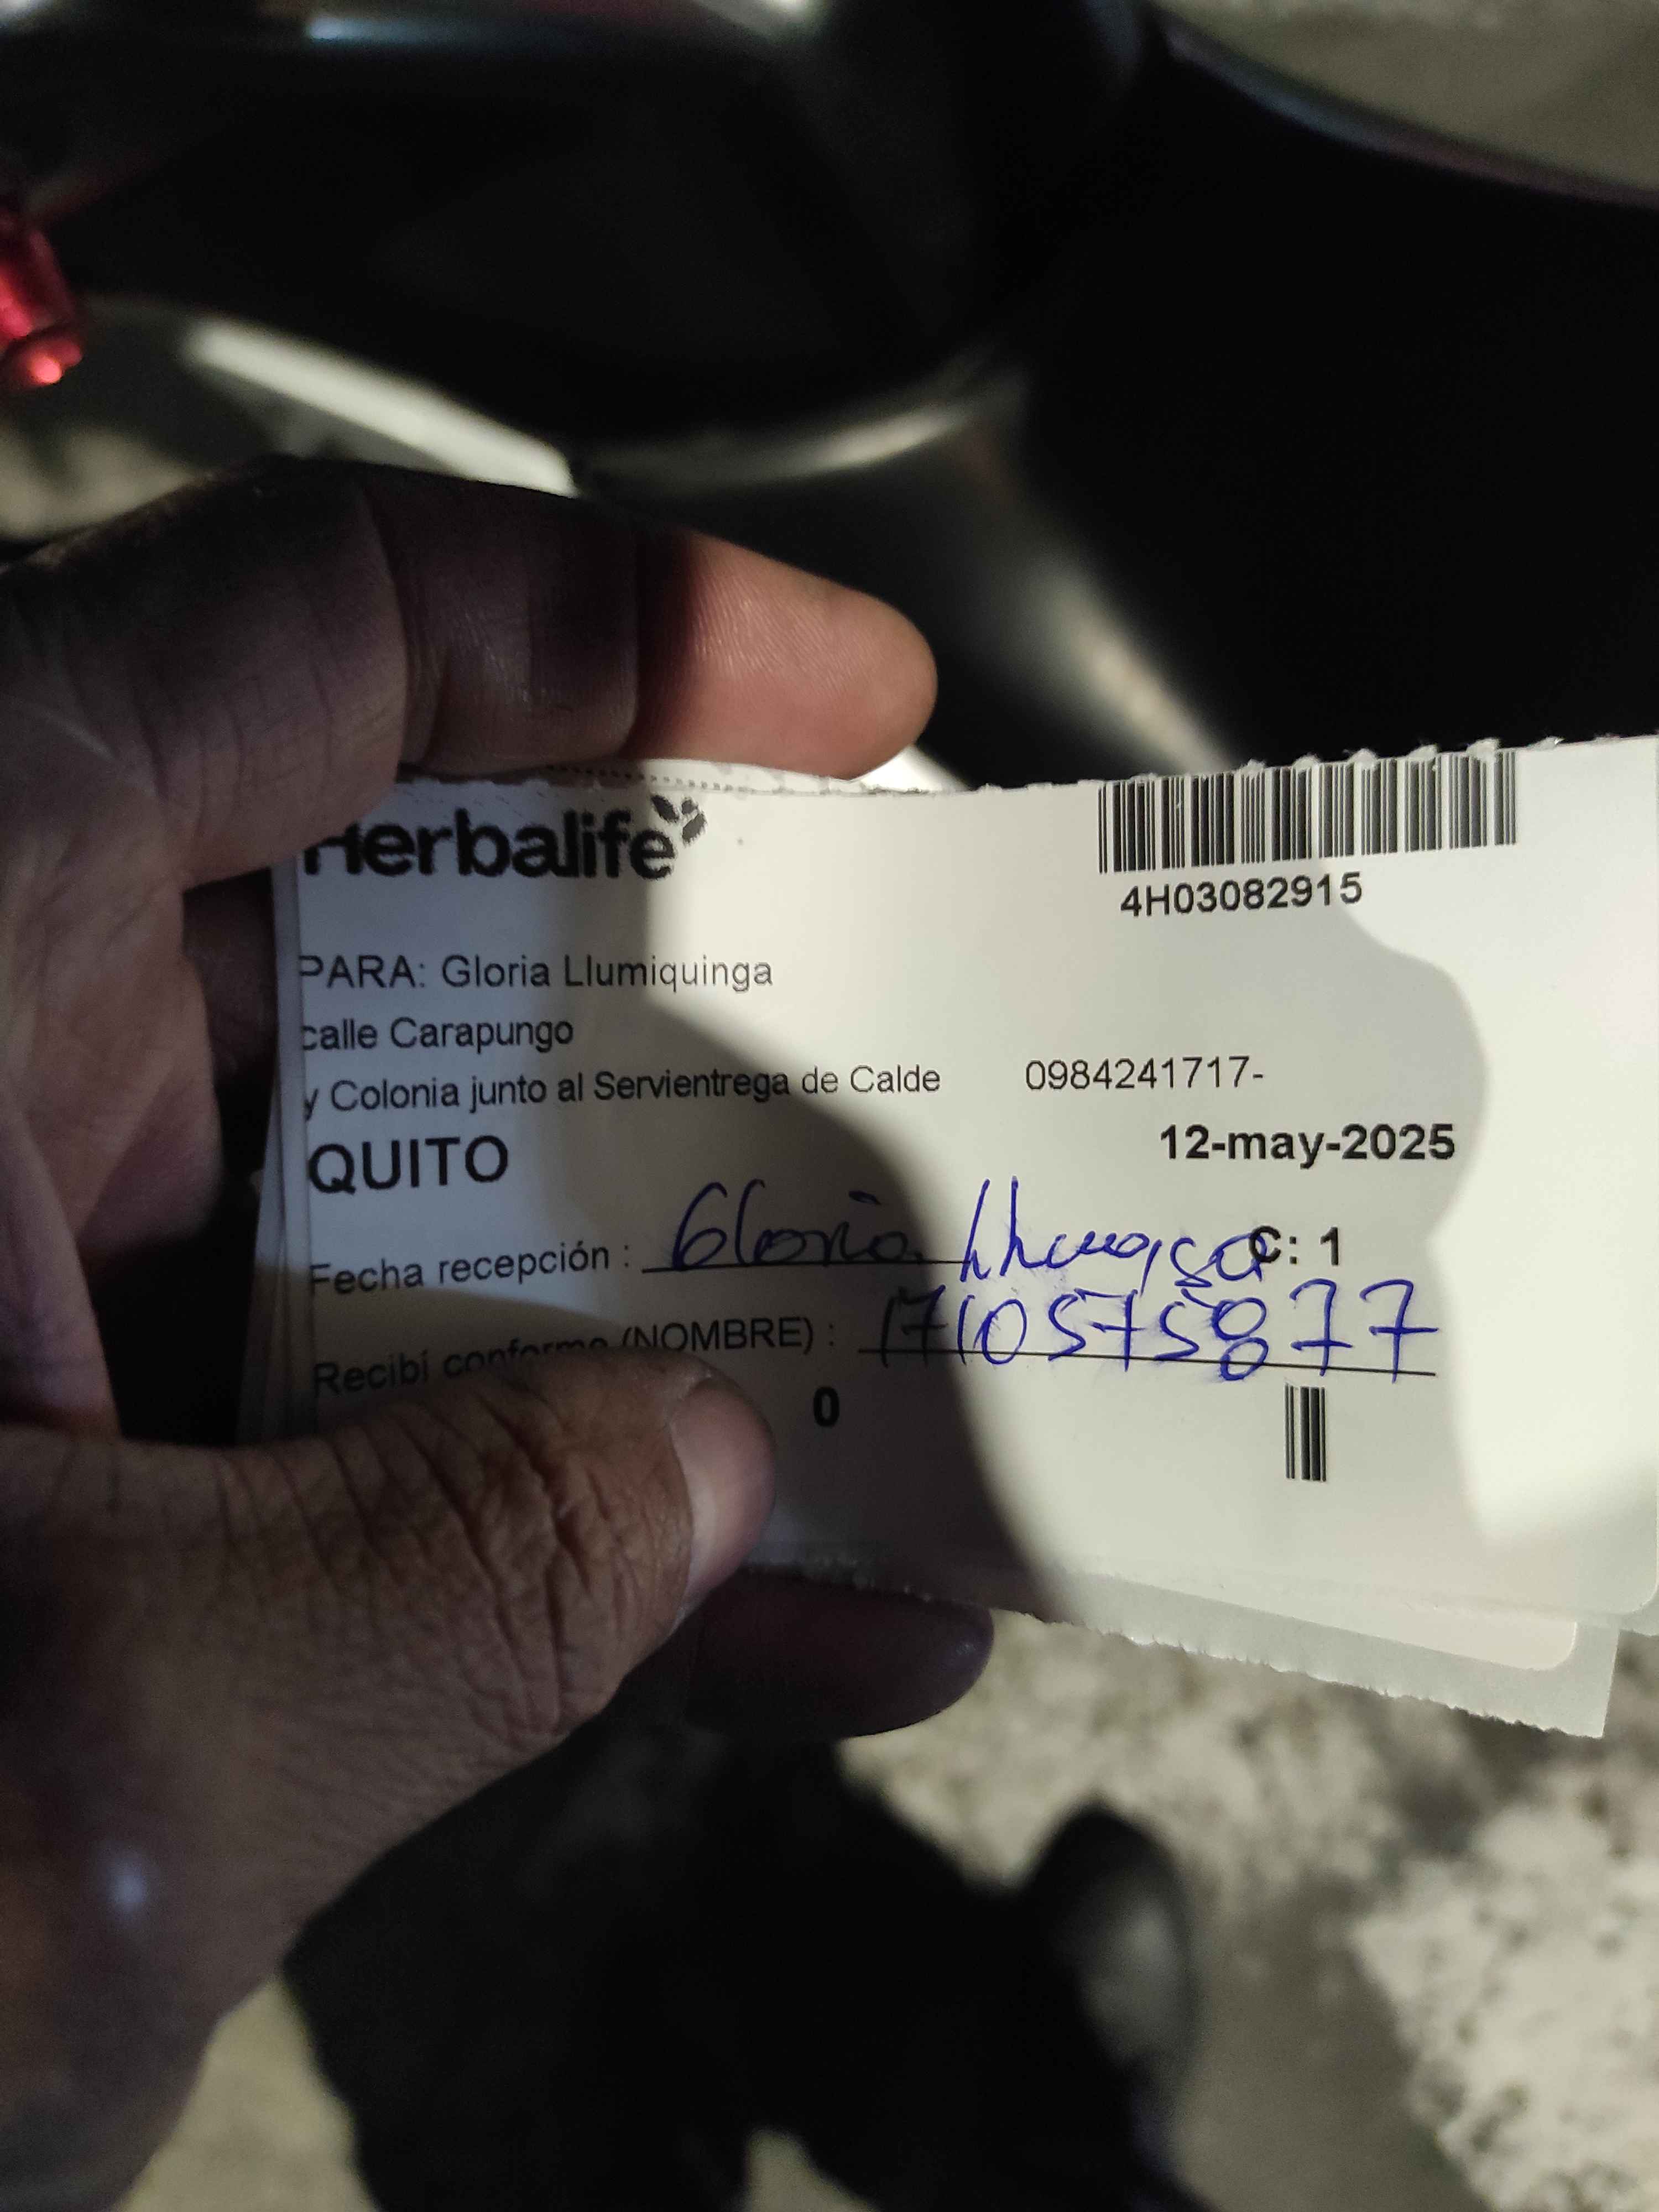 Herbalife
4H03082915
PARA: Gloria Llumiquinga
calle Carapungo
y Colonia junto al Servientrega de Calde 0984241717-
QUITO 12-may-2025
Fecha recepción : Gloria C: 1
Recibí conforme (NOMBRE) : 1710575877
0